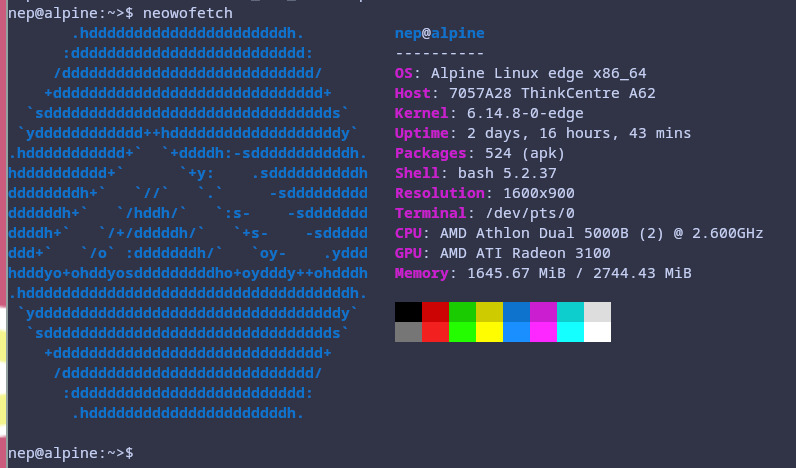 nep@alpine:~>$ neowofetch
.hddddddddddddddddddddddh. nep@alpine
:dddddddddddddddddddddddddd: ----------
/dddddddddddddddddddddddddddd/ OS: Alpine Linux edge x86_64
+dddddddddddddddddddddddddddddd+ Host: 7057A28 ThinkCentre A62
`sdddddddddddddddddddddddddddddddds` Kernel: 6.14.8-0-edge
`ydddddddddddd++hdddddddddddddddddddy` Uptime: 2 days, 16 hours, 43 mins
.hddddddddddd+` `+ddddh:-sdddddddddddh. Packages: 524 (apk)
hdddddddddd+` `+y: .sddddddddddh Shell: bash 5.2.37
ddddddddh+` `//` `.` -sddddddddd Resolution: 1600x900
ddddddh+` `/hddh/` `:s- -sddddddd Terminal: /dev/pts/0
ddddh+` `/+/dddddh/` `+s- -sddddd CPU: AMD Athlon Dual 5000B (2) @ 2.600GHz
ddd+` `/o` :dddddddh/` `oy- .yddd GPU: AMD ATI Radeon 3100
hdddyo+ohddyosdddddddddho+oydddy++ohdddh Memory: 1645.67 MiB / 2744.43 MiB
.hddddddddddddddddddddddddddddddddddddh.
`yddddddddddddddddddddddddddddddddddy`
`sdddddddddddddddddddddddddddddddds`
+dddddddddddddddddddddddddddddd+
/dddddddddddddddddddddddddddd/
:dddddddddddddddddddddddddd:
.hddddddddddddddddddddddh.
nep@alpine:~>$